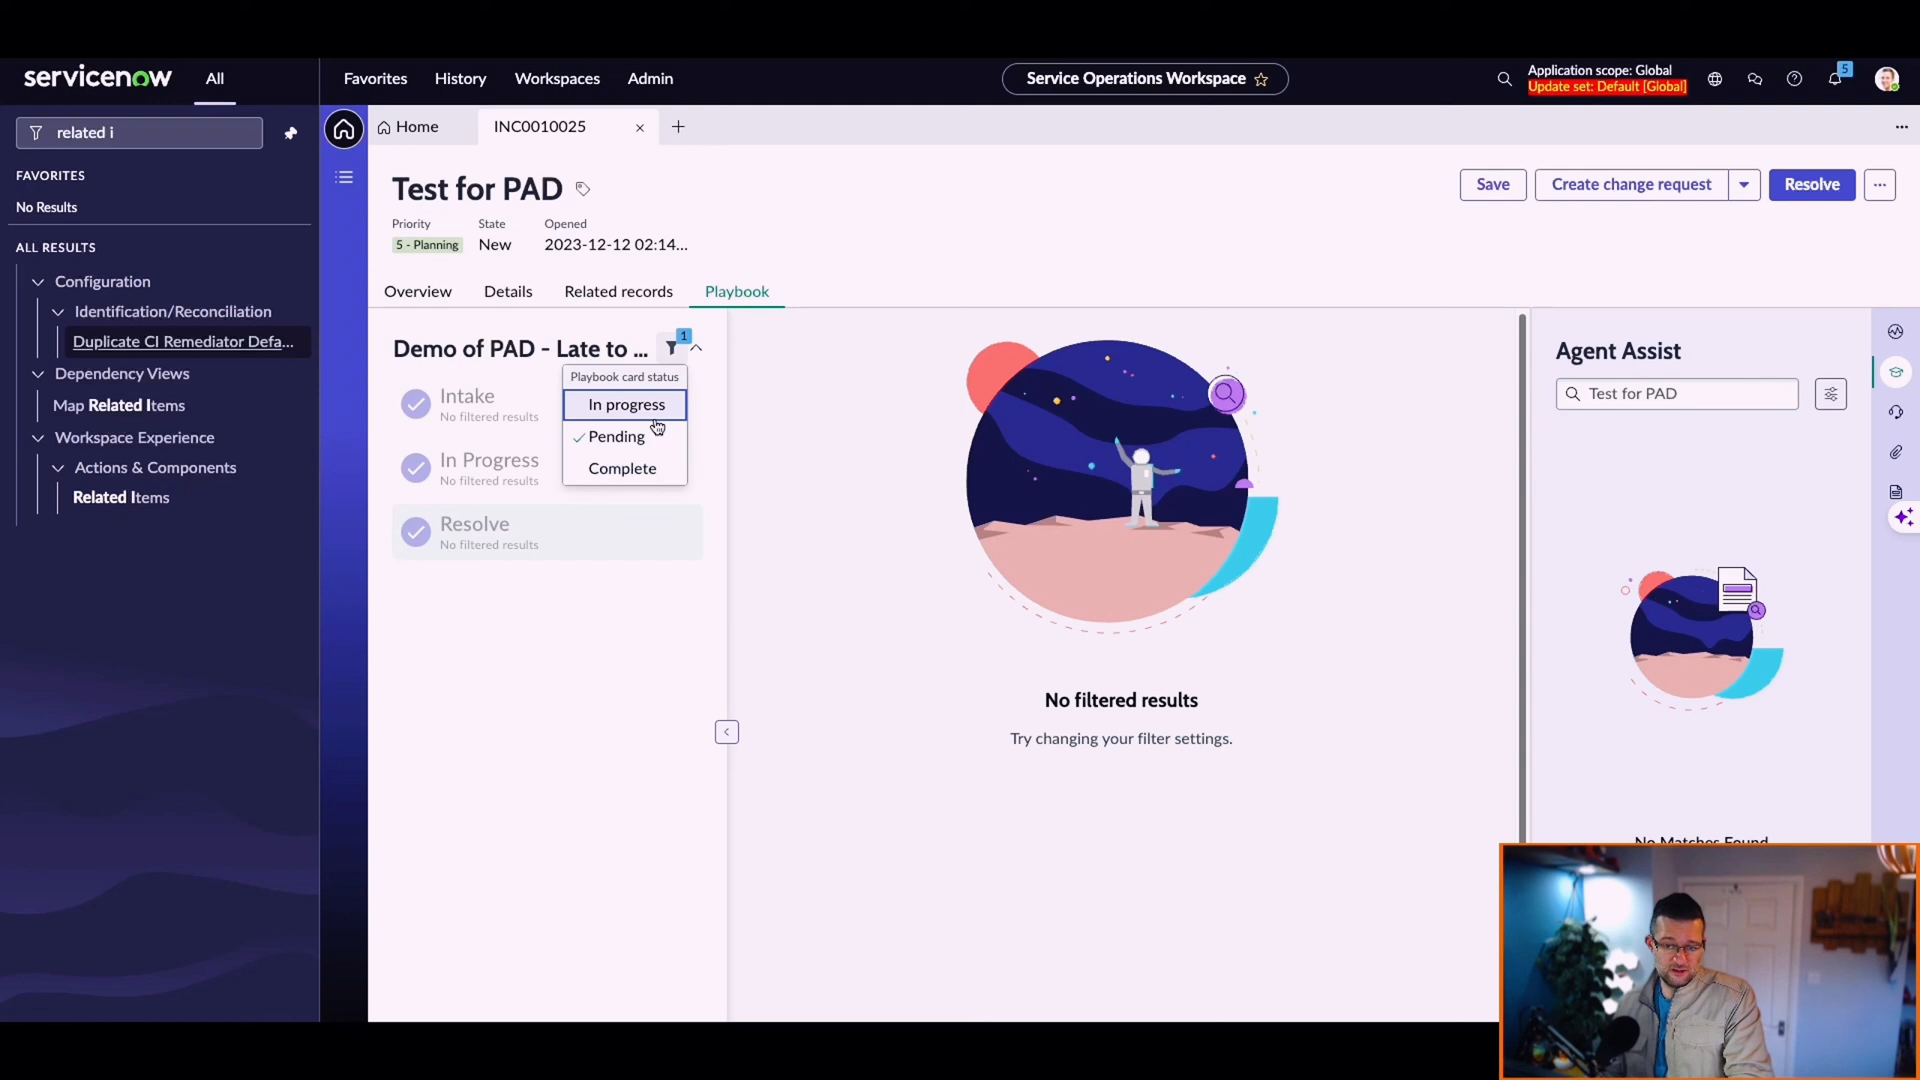 servicenow
All
Favorites
History
Workspaces
Admin
Service Operations Workspace
Application scope: Global
Update set: Default [Global]
5
related i
FAVORITES
No Results
ALL RESULTS
Configuration
Identification/Reconciliation
Duplicate CI Remediator Defa...
Dependency Views
Map Related Items
Workspace Experience
Actions & Components
Related Items
Home
INC0010025
Test for PAD
Save
Create change request
Resolve
Priority
State
Opened
5 - Planning
New
2023-12-12 02:14...
Overview
Details
Related records
Playbook
Demo of PAD - Late to ...
1
Playbook card status
In progress
Pending
Complete
Intake
No filtered results
In Progress
No filtered results
Resolve
No filtered results
No filtered results
Try changing your filter settings.
Agent Assist
Test for PAD
No Matches Found